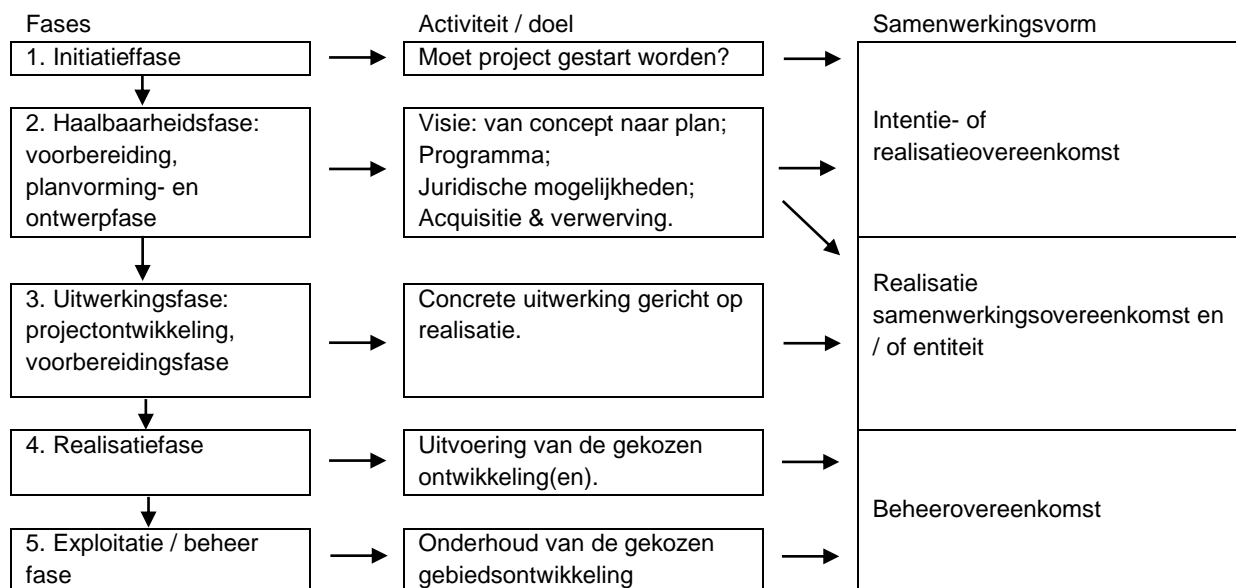 Fases
Activiteit / doel
Samenwerkingsvorm
1. Initiatieffase
Moet project gestart worden?
2. Haalbaarheidsfase:
voorbereiding,
planvorming- en
ontwerpfase
Visie: van concept naar plan;
Programma;
Juridische mogelijkheden;
Acquisitie & verwerving.
Intentie- of
realisatieovereenkomst
3. Uitwerkingsfase:
projectontwikkeling,
voorbereidingsfase
Concrete uitwerking gericht op
realisatie.
Realisatie
samenwerkingsovereenkomst en
/ of entiteit
4. Realisatiefase
Uitvoering van de gekozen
ontwikkeling(en).
Beheerovereenkomst
5. Exploitatie / beheer
fase
Onderhoud van de gekozen
gebiedsontwikkeling